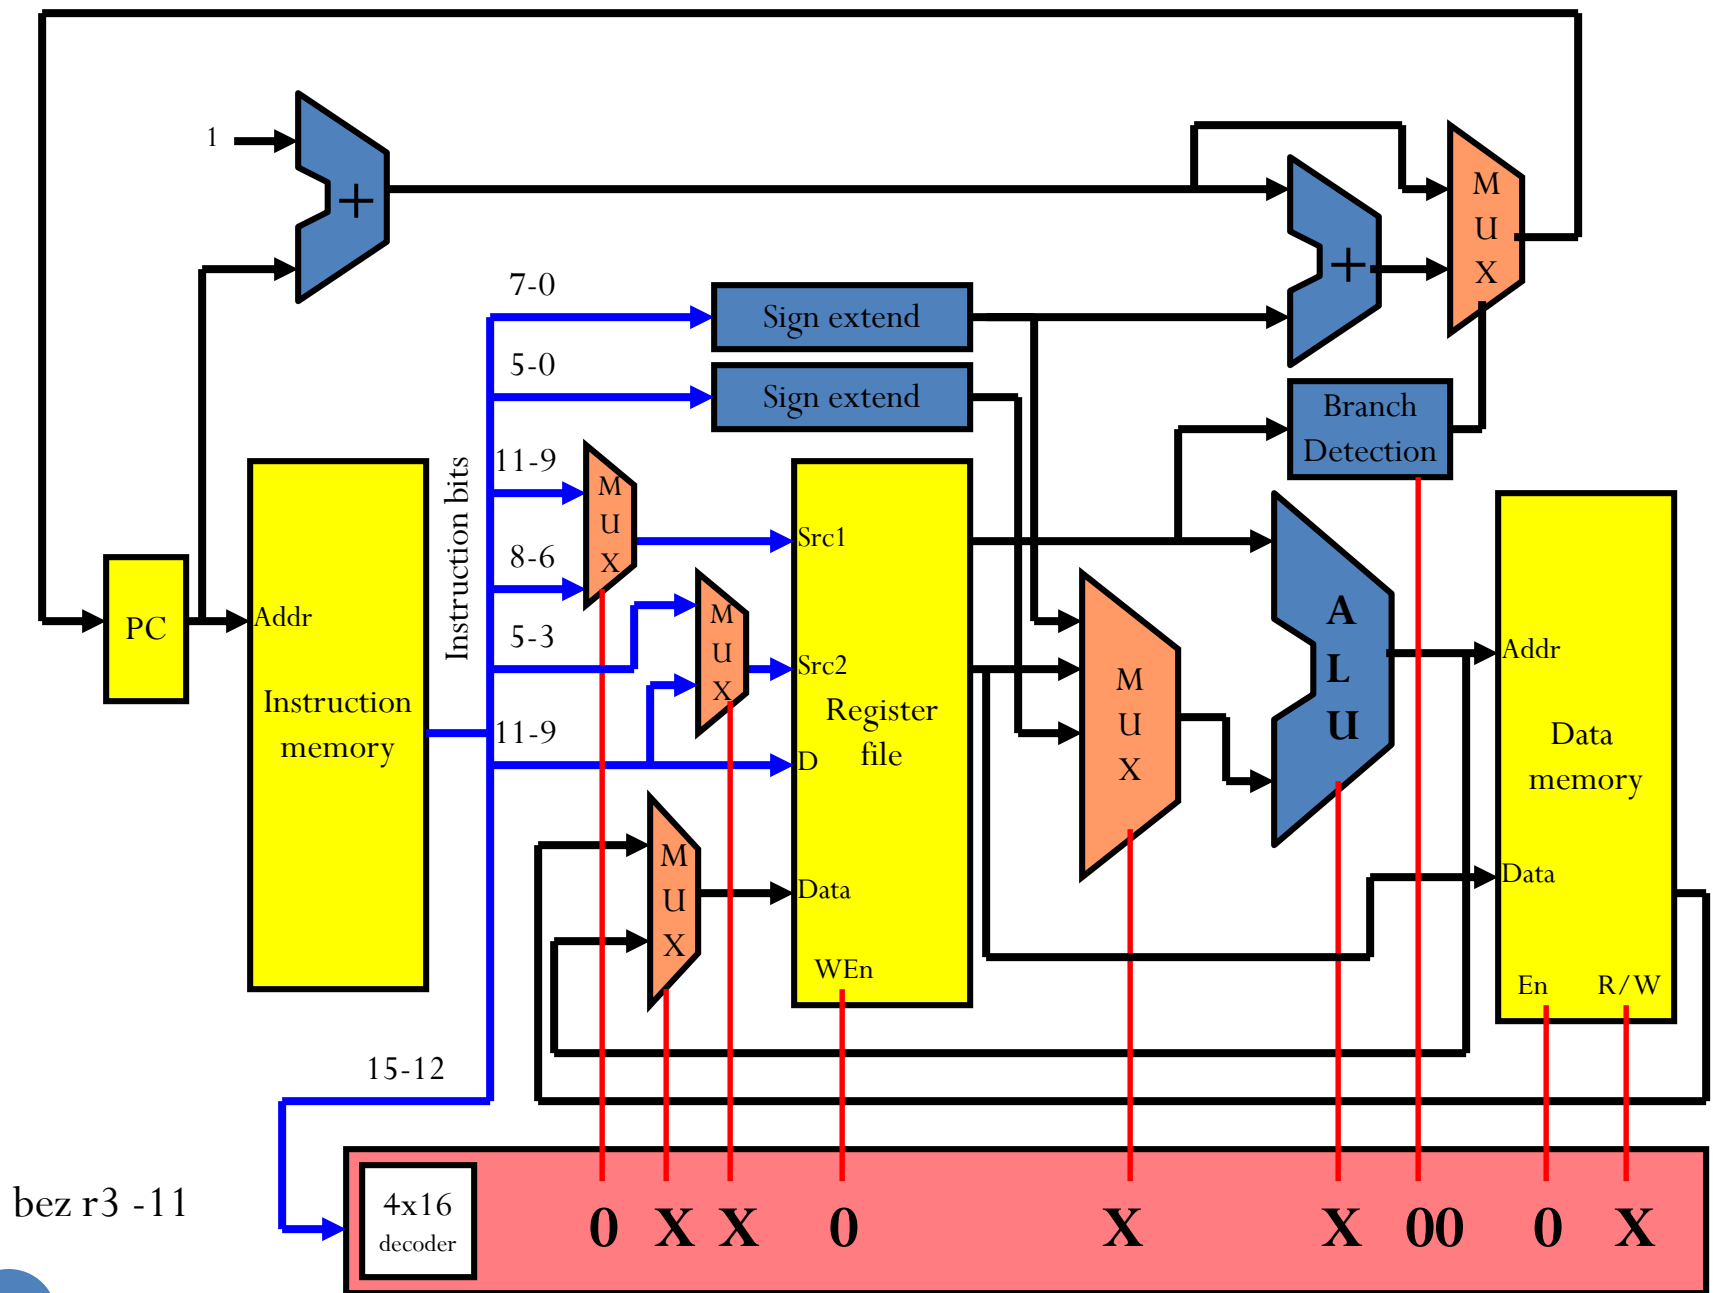 1
+
+
M
U
X
7-0
Sign extend
5-0
Sign extend
Branch
Detection
Instruction bits
11-9
M
U
X
8-6
5-3
M
U
X
11-9
Src1
Src2
Register
file
D
Data
WEn
PC
Addr
Instruction
memory
M
U
X
M
U
X
A
L
U
Addr
Data
memory
Data
En R/W
15-12
bez r3 -11
4x16
decoder
0 X X 0 X X 00 0 X